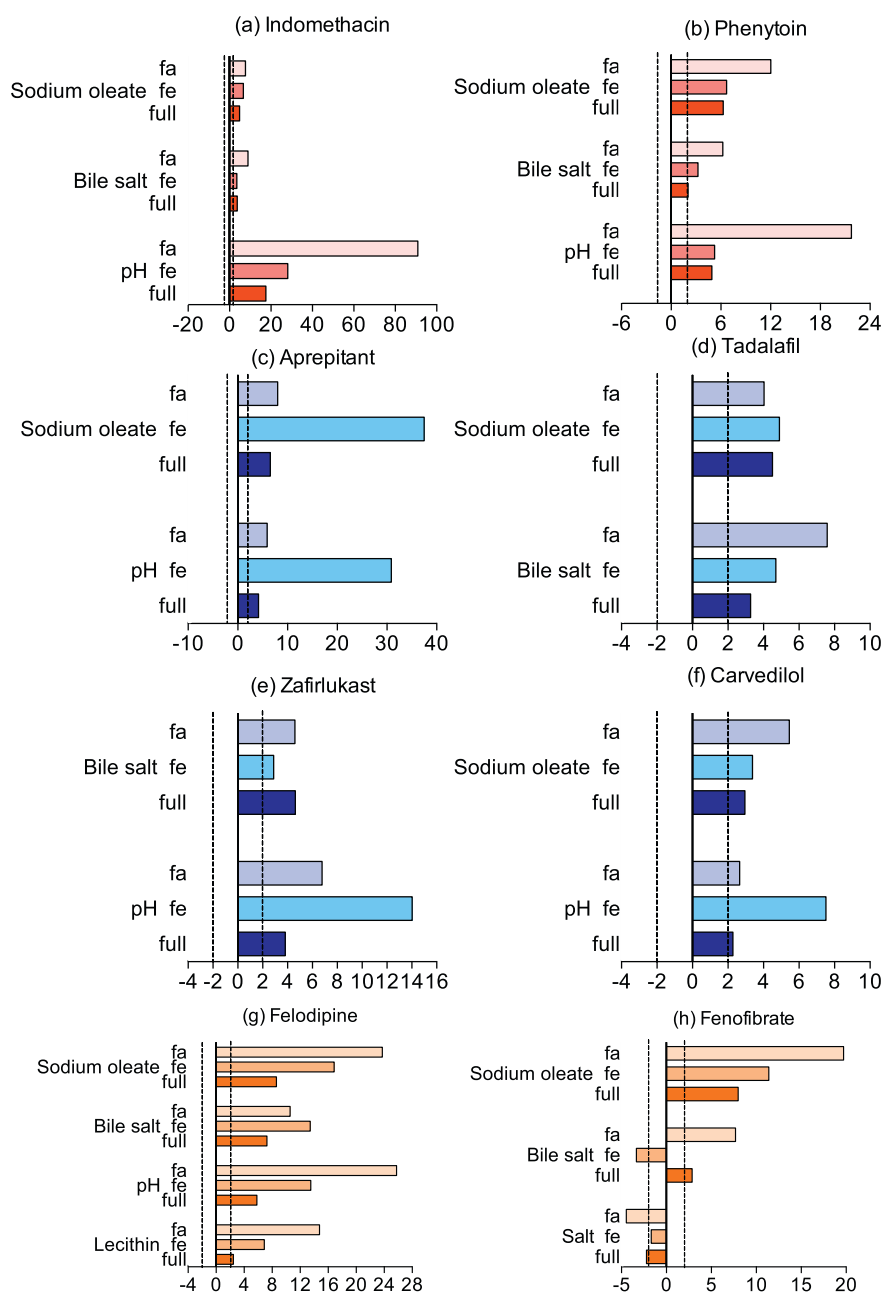 (a) Indomethacin
fa
Sodium oleate fe
full
fa
Bile salt fe
full
fa
pH fe
full
-20 0 20 40 60 80 100
(b) Phenytoin
fa
Sodium oleate fe
full
fa
Bile salt fe
full
fa
pH fe
full
-6 0 6 12 18 24
(c) Aprepitant
fa
Sodium oleate fe
full
fa
pH fe
full
-10 0 10 20 30 40
(d) Tadalafil
fa
Sodium oleate fe
full
fa
Bile salt fe
full
-4 -2 0 2 4 6 8 10
(e) Zafirlukast
fa
Bile salt fe
full
fa
pH fe
full
-4 -2 0 2 4 6 8 10 12 14 16
(f) Carvedilol
fa
Sodium oleate fe
full
fa
pH fe
full
-4 -2 0 2 4 6 8 10
(g) Felodipine
fa
Sodium oleate fe
full
fa
Bile salt fe
full
fa
pH fe
full
fa
Lecithin fe
full
-4 0 4 8 12 16 20 24 28
(h) Fenofibrate
fa
Sodium oleate fe
full
fa
Bile salt fe
full
fa
Salt fe
full
-5 0 5 10 15 20